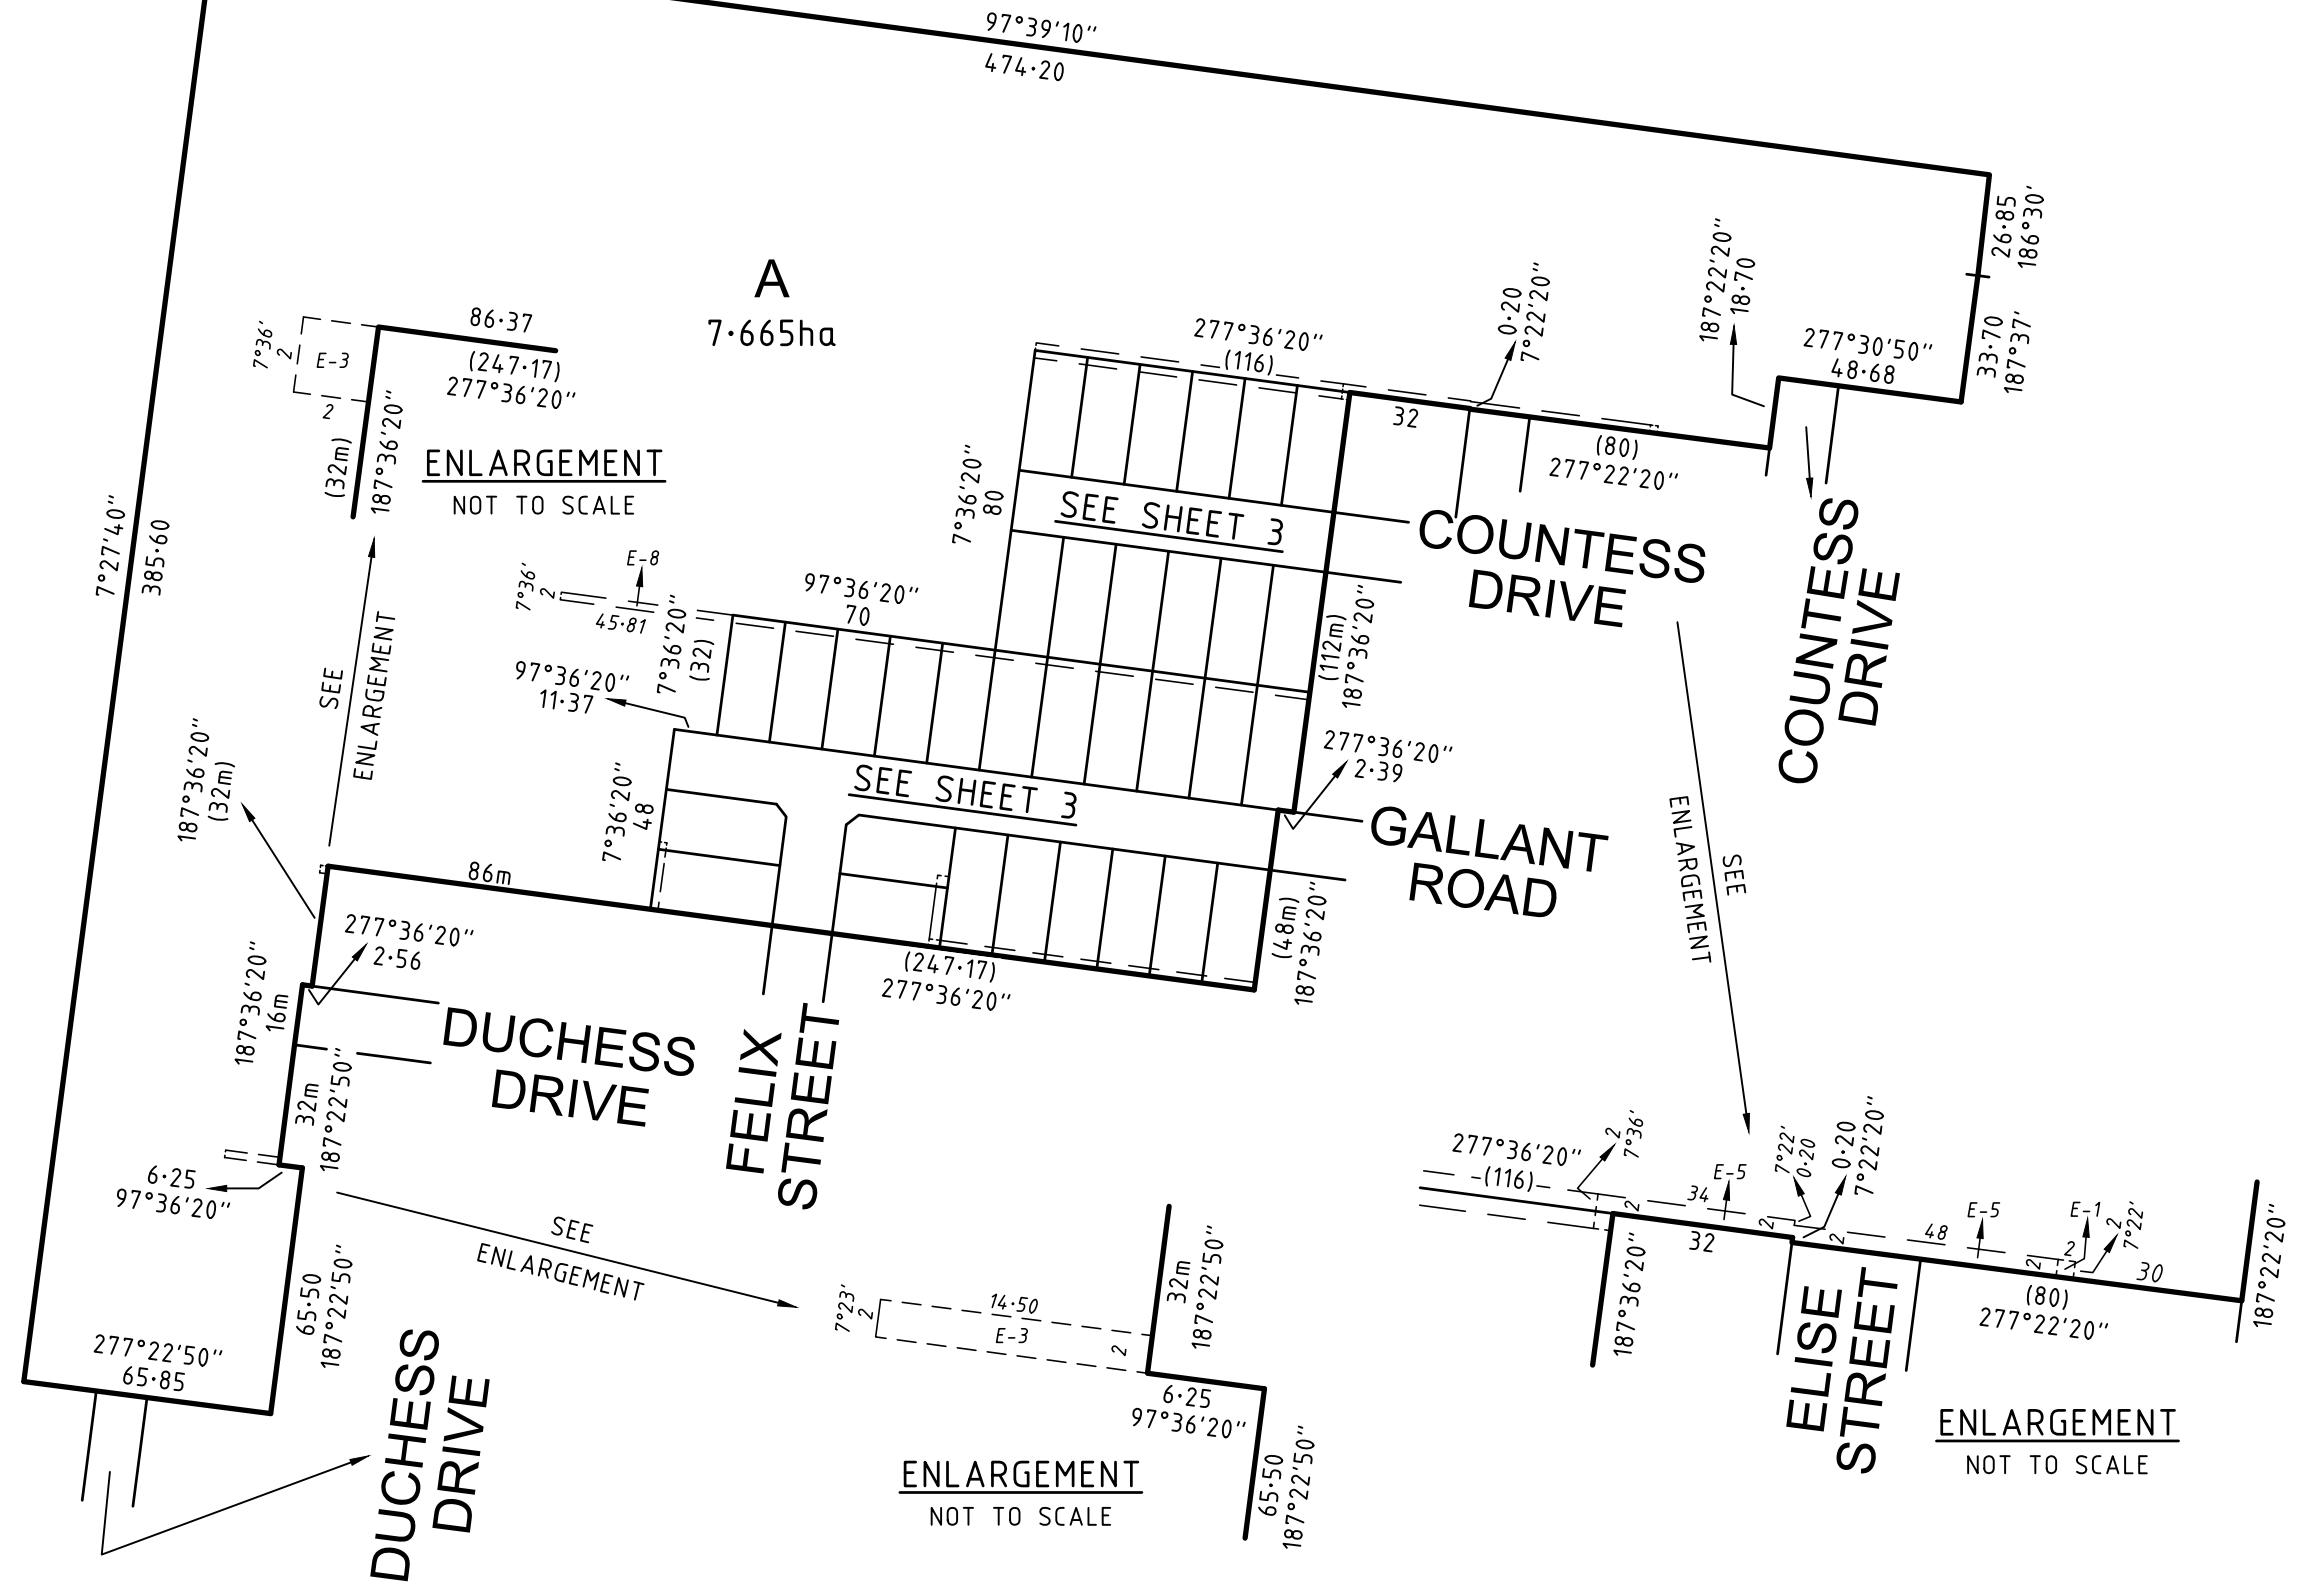 97°39'10"
474·20
26·85
186°30'
33·70
187°37'
277°30'50"
48·68
187°22'20"
18·70
0·20
7°22'20"
277°36'20"
(116)
32
(80)
277°22'20"
A
7·665ha
86·37
(247·17)
277°36'20"
7°36'
2
E-3
2
(32m)
187°36'20"
ENLARGEMENT
NOT TO SCALE
7°27'40"
385·60
7°36'20"
80
SEE SHEET 3
COUNTESS
DRIVE
COUNTESS
DRIVE
E-8
7°36'
2
45·81
97°36'20"
70
7°36'20"
(32)
97°36'20"
11·37
(112m)
187°36'20"
277°36'20"
2·39
SEE
ENLARGEMENT
187°36'20"
(32m)
7°36'20"
48
SEE SHEET 3
GALLANT
ROAD
SEE
ENLARGEMENT
86m
277°36'20"
2·56
(48m)
187°36'20"
(247·17)
277°36'20"
187°36'20"
16m
DUCHESS
DRIVE
FELIX
STREET
32m
187°22'50"
6·25
97°36'20"
SEE
ENLARGEMENT
65·50
187°22'50"
277°22'50"
65·85
DUCHESS
DRIVE
7°23'
2
14·50
E-3
2
32m
187°22'50"
6·25
97°36'20"
65·50
187°22'50"
ENLARGEMENT
NOT TO SCALE
277°36'20"
(116)
2
7°36'
2
34
E-5
2
32
7°22'
0·20
0·20
7°22'20"
2
48
E-5
E-1
2
2
2
7°22'
30
(80)
277°22'20"
187°36'20"
187°22'20"
ELISE
STREET
ENLARGEMENT
NOT TO SCALE